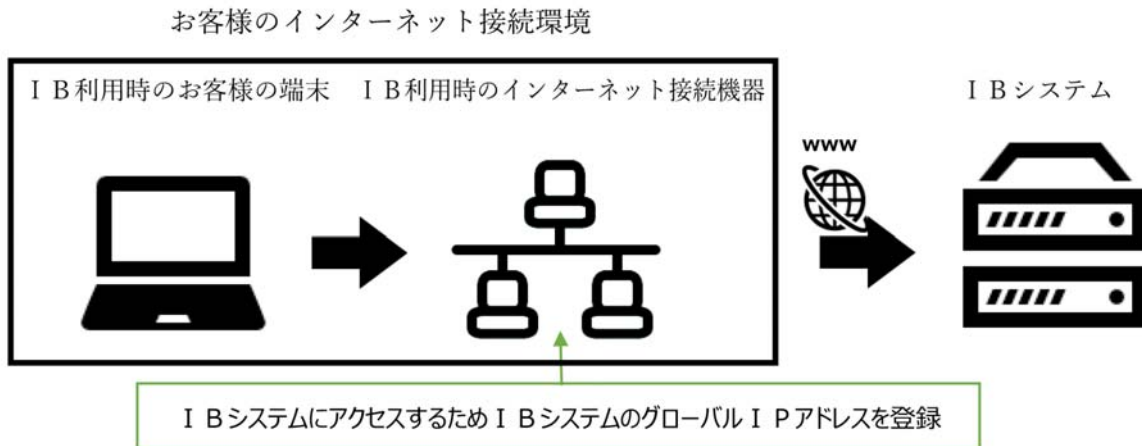 お客様のインターネット接続環境
ＩＢ利用時のお客様の端末
ＩＢ利用時のインターネット接続機器
ＩＢシステム
www
ＩＢシステムにアクセスするためＩＢシステムのグローバルＩＰアドレスを登録